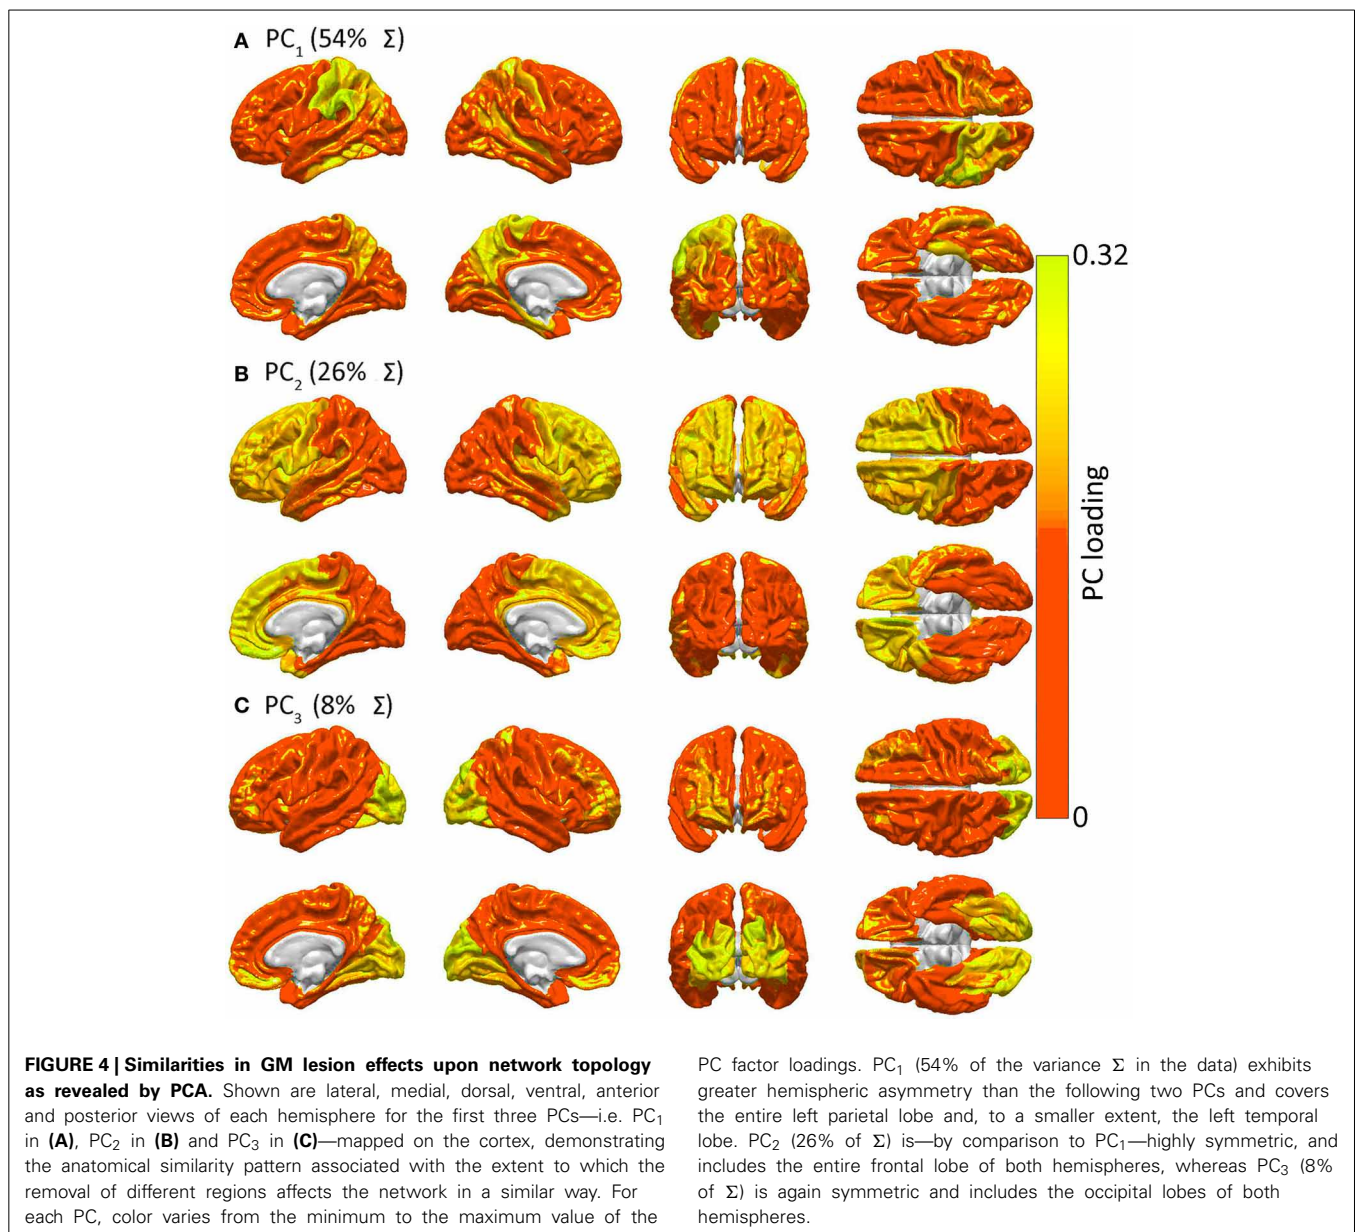 A PC1 (54% Σ)
0.32
B PC2 (26% Σ)
PC loading
C PC3 (8% Σ)
0
FIGURE 4 | Similarities in GM lesion effects upon network topology
as revealed by PCA. Shown are lateral, medial, dorsal, ventral, anterior
and posterior views of each hemisphere for the first three PCs—i.e. PC1
in (A), PC2 in (B) and PC3 in (C)—mapped on the cortex, demonstrating
the anatomical similarity pattern associated with the extent to which the
removal of different regions affects the network in a similar way. For
each PC, color varies from the minimum to the maximum value of the
PC factor loadings. PC1 (54% of the variance Σ in the data) exhibits
greater hemispheric asymmetry than the following two PCs and covers
the entire left parietal lobe and, to a smaller extent, the left temporal
lobe. PC2 (26% of Σ) is—by comparison to PC1—highly symmetric, and
includes the entire frontal lobe of both hemispheres, whereas PC3 (8%
of Σ) is again symmetric and includes the occipital lobes of both
hemispheres.